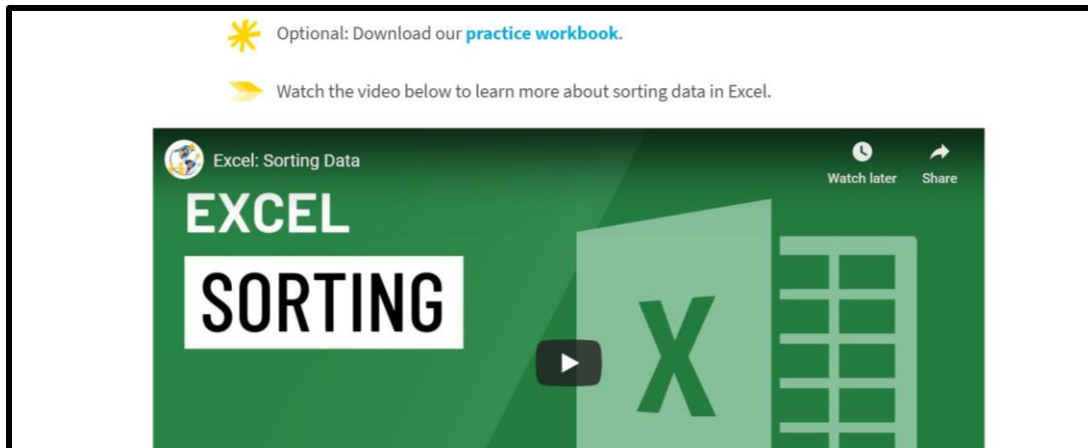 Optional: Download our practice workbook.
Watch the video below to learn more about sorting data in Excel.
Excel: Sorting Data
Watch later
Share
EXCEL
SORTING
X